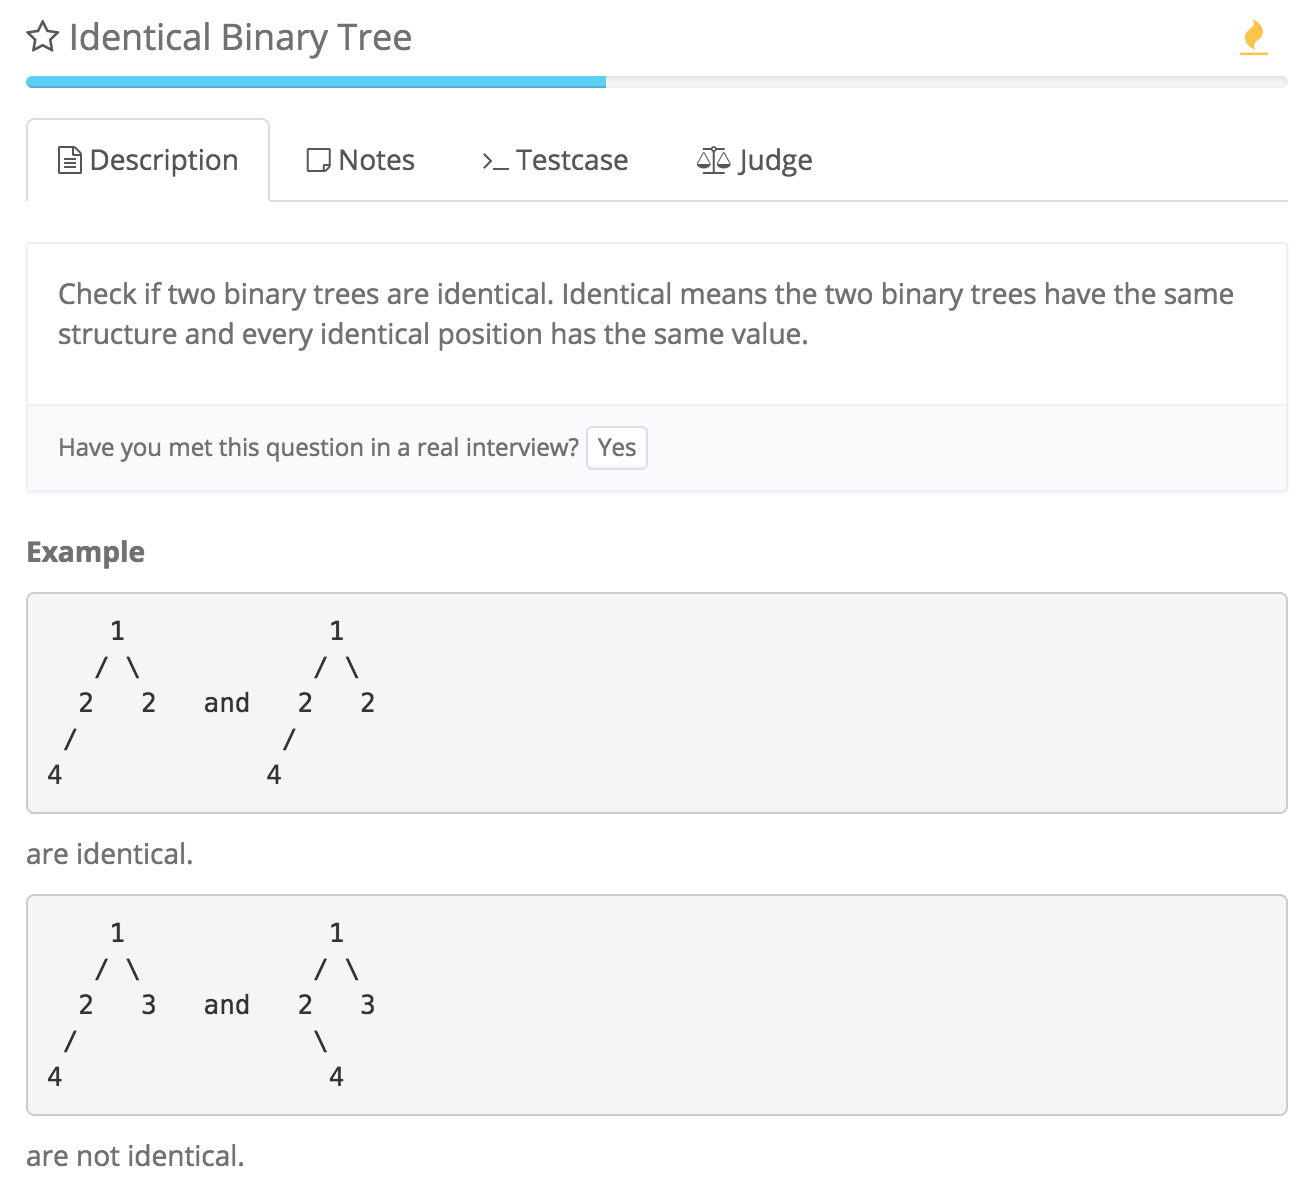 Identical Binary Tree
Description Notes Testcase Judge
Check if two binary trees are identical. Identical means the two binary trees have the same
structure and every identical position has the same value.
Have you met this question in a real interview? Yes
Example
1 1
/ \ / \
2 2 and 2 2
/ /
4 4
are identical.
1 1
/ \ / \
2 3 and 2 3
/ \
4 4
are not identical.